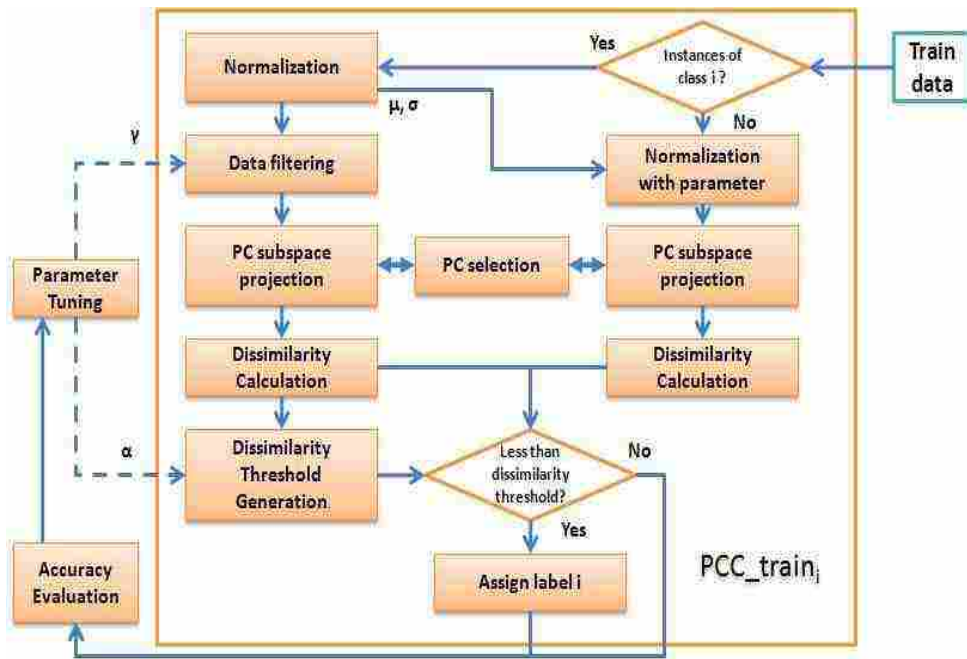 Yes
Instances of
class i ?
Train
data
Normalization
μ, σ
No
γ
Data filtering
Normalization
with parameter
PC subspace
projection
PC selection
PC subspace
projection
Parameter
Tuning
Dissimilarity
Calculation
Dissimilarity
Calculation
α
Dissimilarity
Threshold
Generation
Less than
dissimilarity
threshold?
No
Yes
Accuracy
Evaluation
Assign label i
PCC_train_i